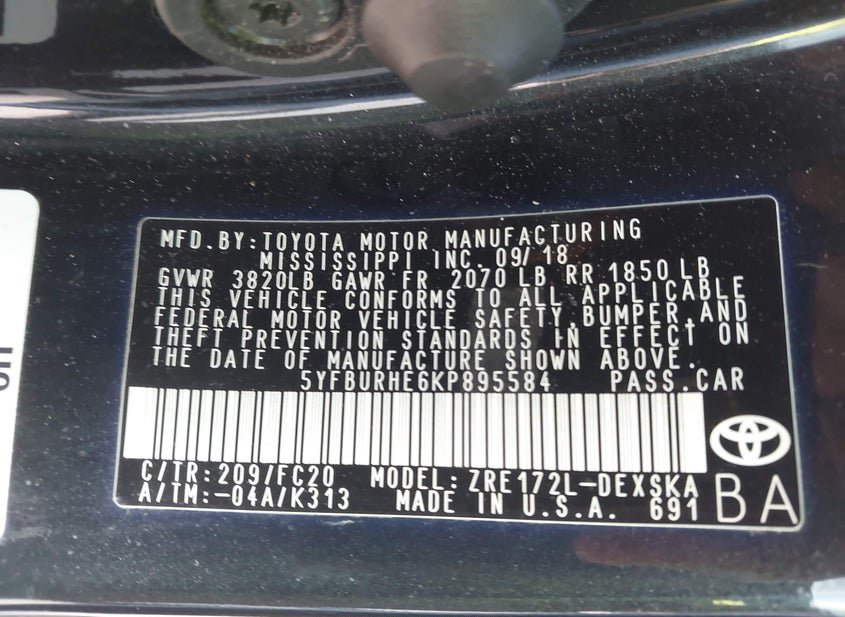 MFD. BY: TOYOTA MOTOR MANUFACTURING
MISSISSIPPI INC. 09/18
GVWR 3820LB GAWR FR 2070 LB RR 1850 LB
THIS VEHICLE CONFORMS TO ALL APPLICABLE
FEDERAL MOTOR VEHICLE SAFETY, BUMPER, AND
THEFT PREVENTION STANDARDS IN EFFECT ON
THE DATE OF MANUFACTURE SHOWN ABOVE.
5YFBURHE6KP895584 PASS.CAR
C/TR: 209/FC20 MODEL: ZRE172L-DEXSKA
A/TM: -04A/K313 MADE IN U.S.A. 691
BA